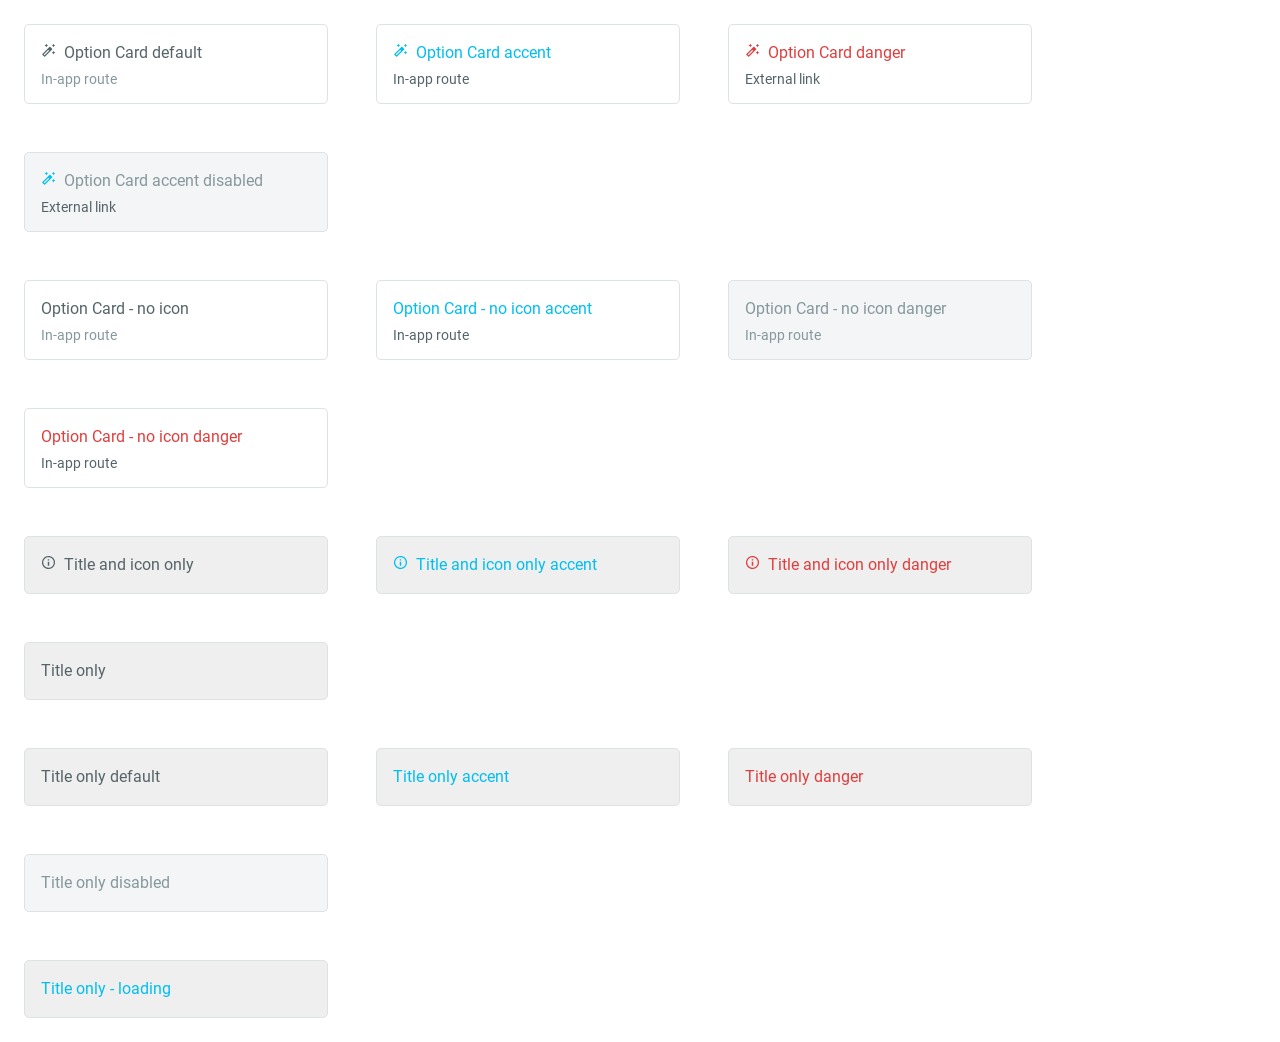 Option Card default
In-app route
Option Card accent
In-app route
Option Card danger
External link
Option Card accent disabled
External link
Option Card - no icon
In-app route
Option Card - no icon accent
In-app route
Option Card - no icon danger
In-app route
Option Card - no icon danger
In-app route
Title and icon only
Title and icon only accent
Title and icon only danger
Title only
Title only default
Title only accent
Title only danger
Title only disabled
Title only - loading